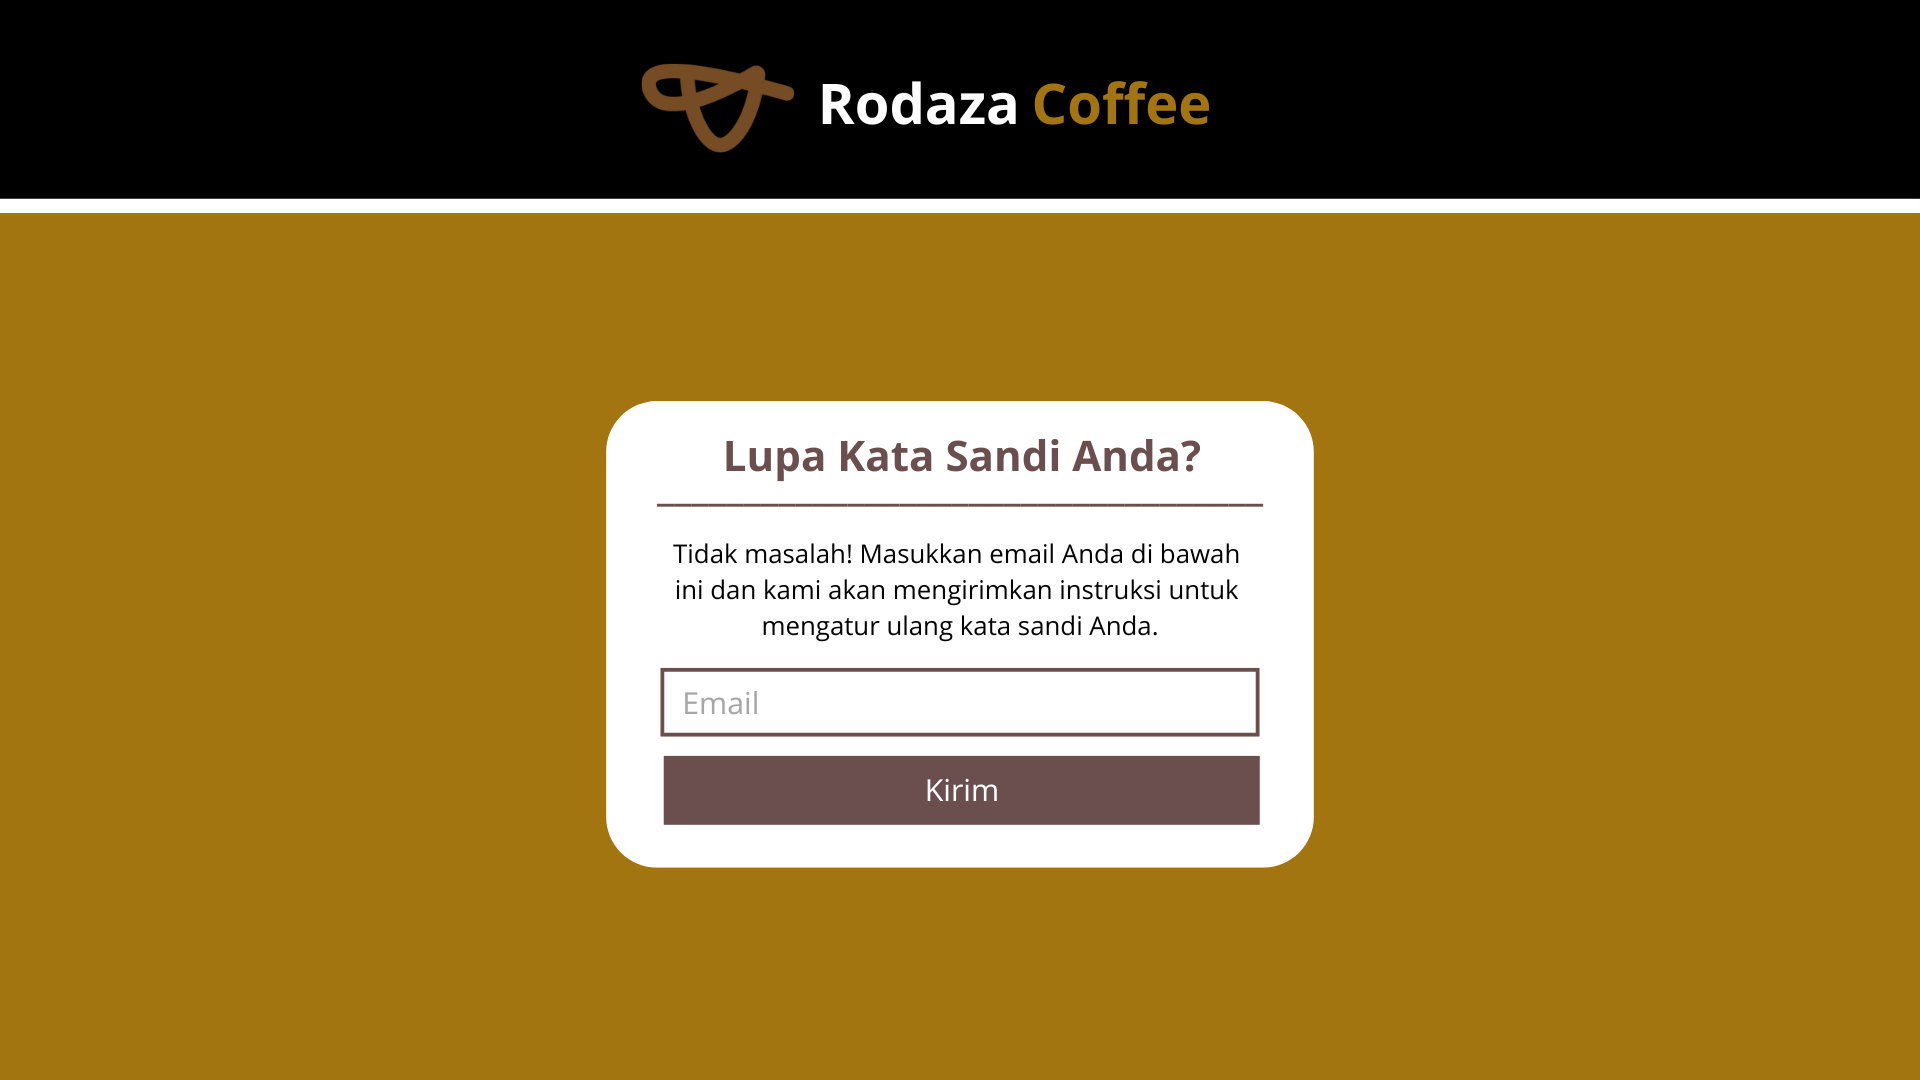 Rodaza Coffee
Lupa Kata Sandi Anda?
Tidak masalah! Masukkan email Anda di bawah
ini dan kami akan mengirimkan instruksi untuk
mengatur ulang kata sandi Anda.
Email
Kirim